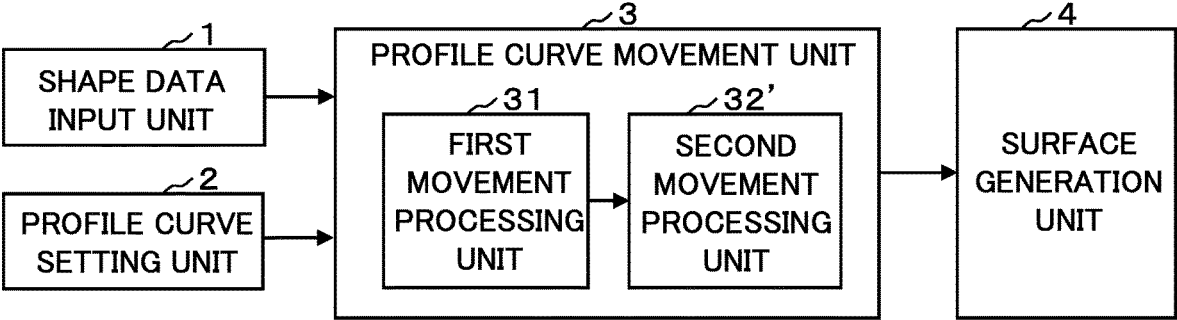 1
SHAPE DATA
INPUT UNIT
2
PROFILE CURVE
SETTING UNIT
3
PROFILE CURVE MOVEMENT UNIT
31
FIRST
MOVEMENT
PROCESSING
UNIT
32’
SECOND
MOVEMENT
PROCESSING
UNIT
4
SURFACE
GENERATION
UNIT